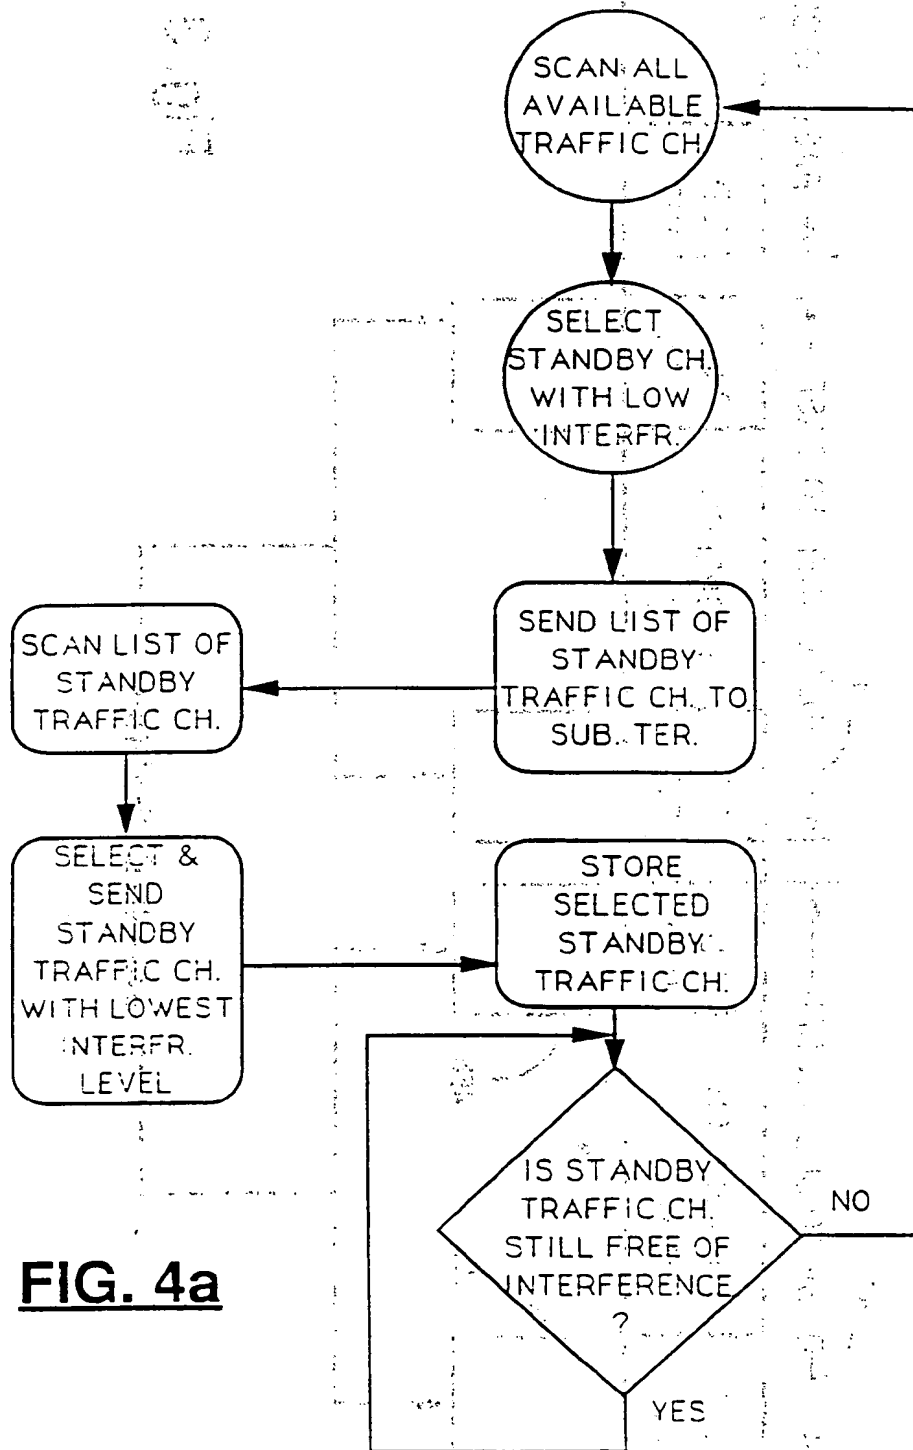 SCAN ALL
AVAILABLE
TRAFFIC CH.
SELECT
STANDBY CH.
WITH LOW
INTERFR.
SEND LIST OF
STANDBY
TRAFFIC CH. TO
SUB. TER.
SCAN LIST OF
STANDBY
TRAFFIC CH.
SELECT &
SEND
STANDBY
TRAFFIC CH.
WITH LOWEST
INTERFR.
LEVEL
STORE
SELECTED
STANDBY
TRAFFIC CH.
IS STANDBY
TRAFFIC CH.
STILL FREE OF
INTERFERENCE
?
NO
YES
FIG. 4a